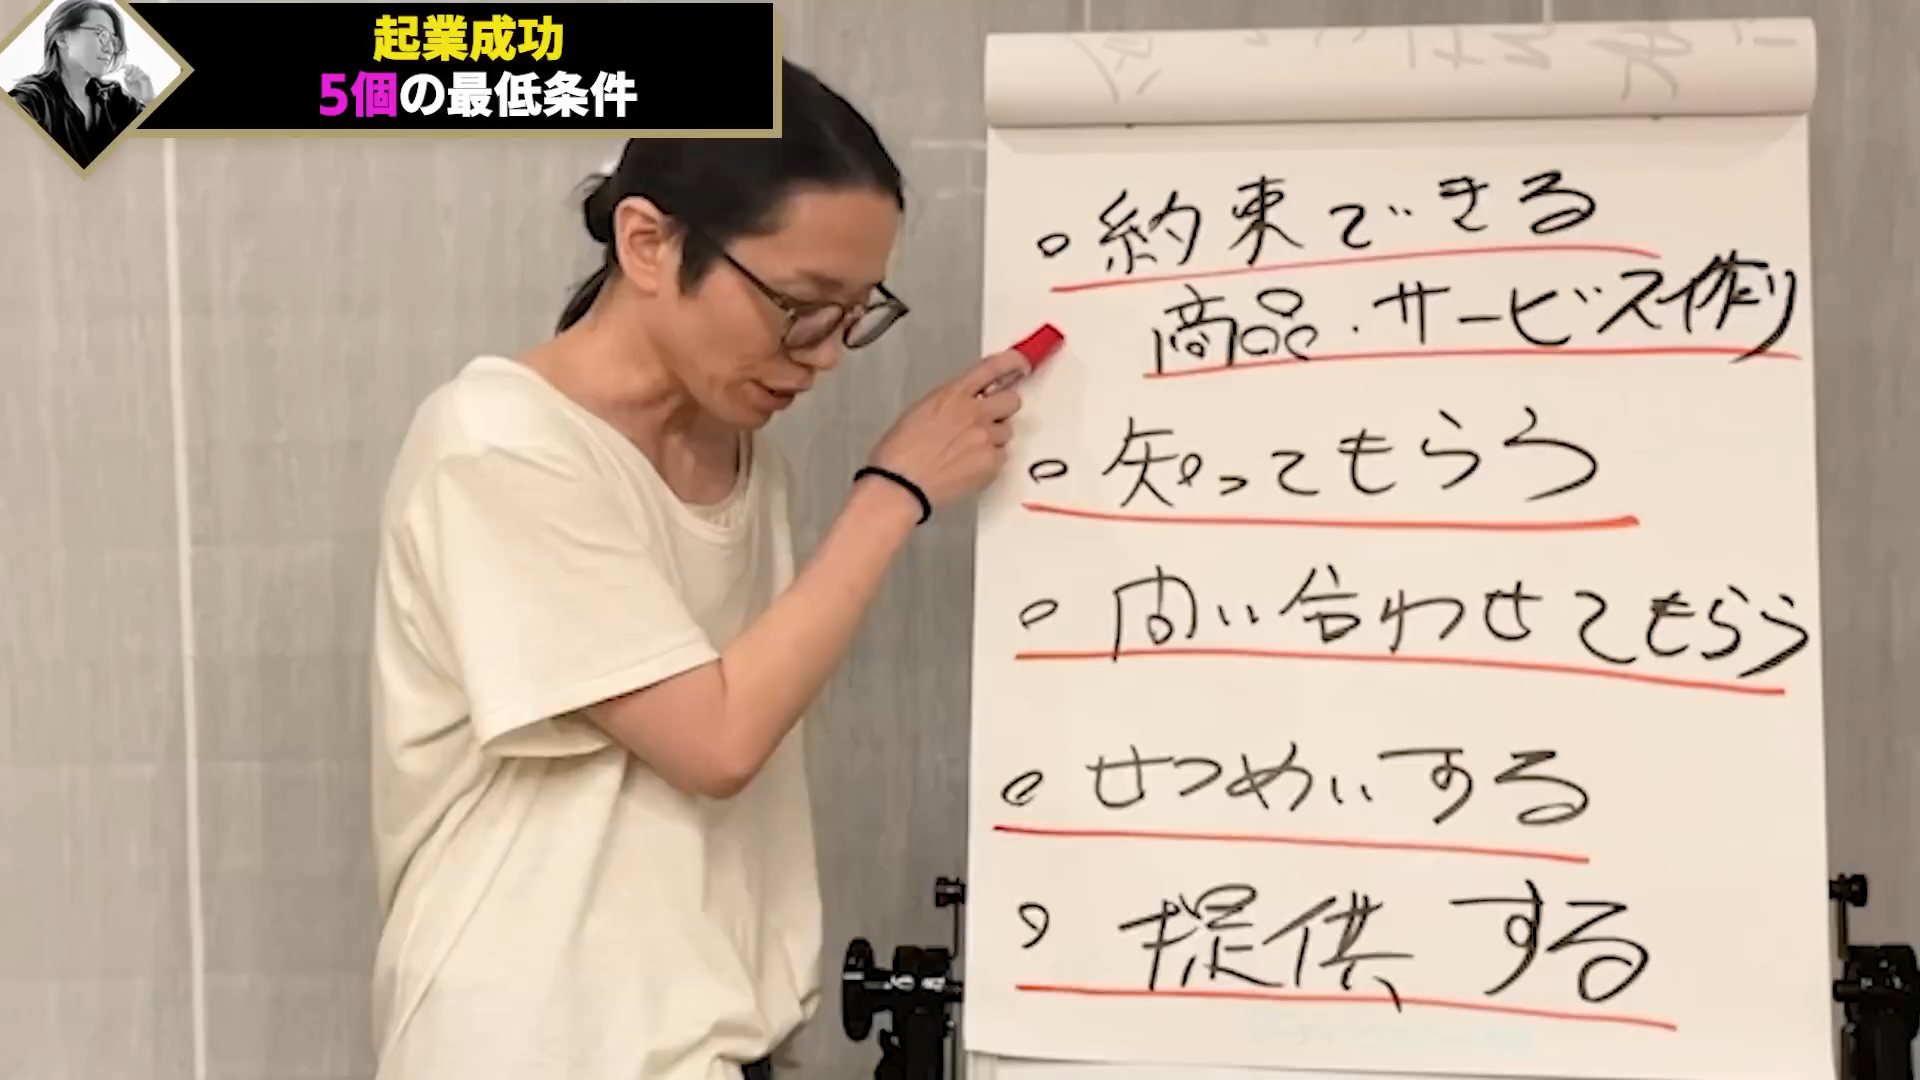 起業成功
5個の最低条件
約束できる
商品・サービス作り
知ってもらう
問い合わせてもらう
せつめいする
提供する